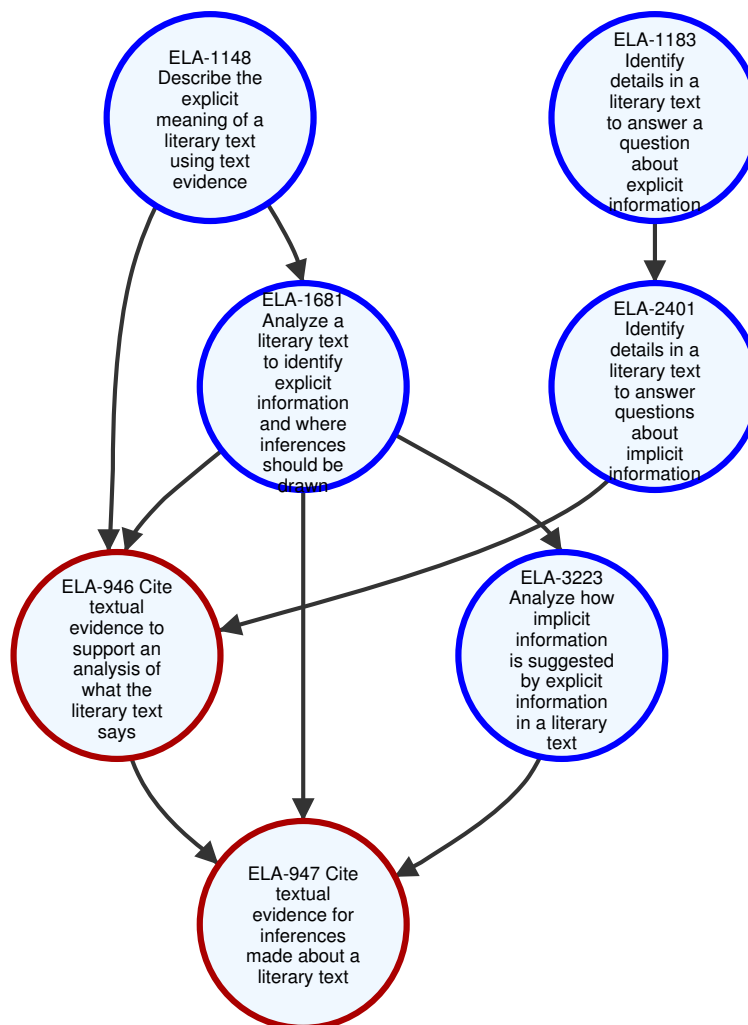 ELA-1148
Describe the
explicit
meaning of a
literary text
using text
evidence
ELA-1183
Identify
details in a
literary text
to answer a
question
about
explicit
information
ELA-1681
Analyze a
literary text
to identify
explicit
information
and where
inferences
should be
drawn
ELA-2401
Identify
details in a
literary text
to answer
questions
about
implicit
information
ELA-946 Cite
textual
evidence to
support an
analysis of
what the
literary text
says
ELA-3223
Analyze how
implicit
information
is suggested
by explicit
information
in a literary
text
ELA-947 Cite
textual
evidence for
inferences
made about a
literary text